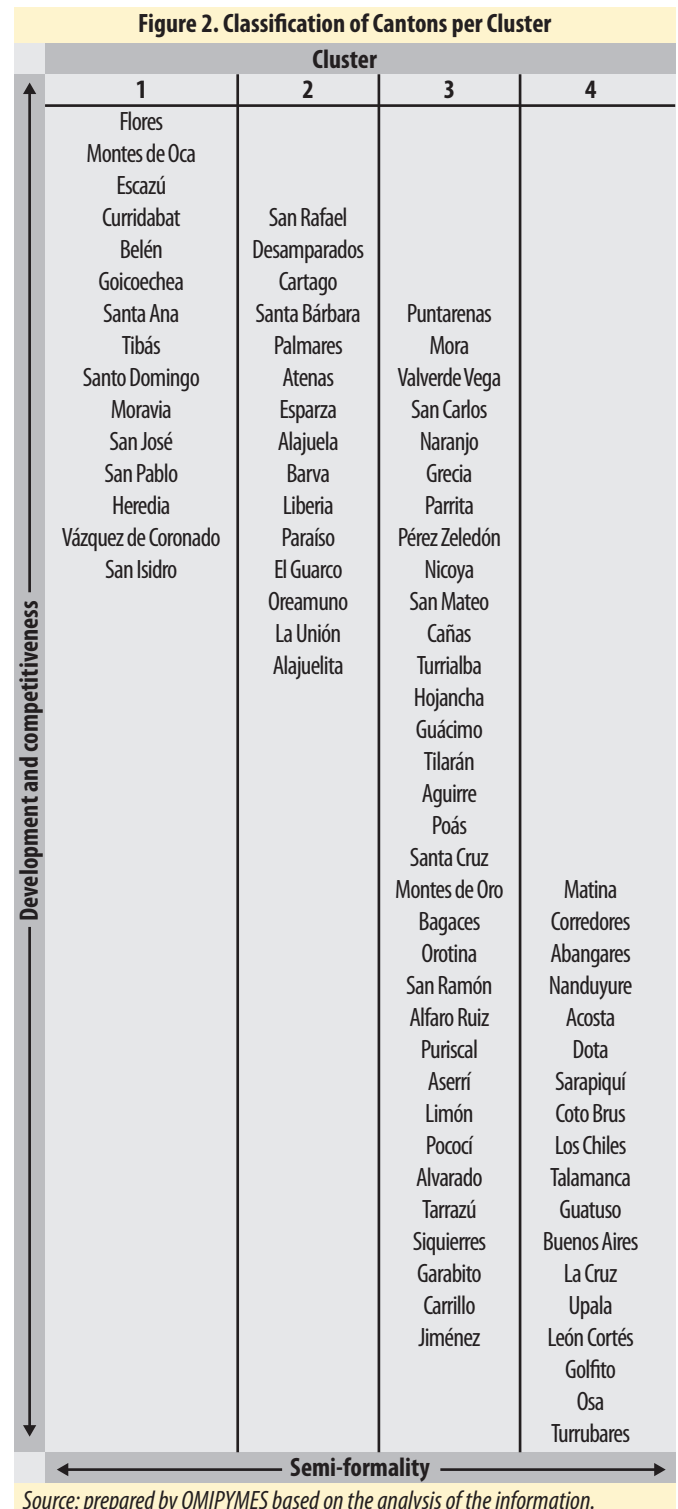 Figure 2. Classification of Cantons per Cluster
Cluster
1 2 3 4
Flores
Montes de Oca
Escazú
Curridabat San Rafael
Belén Desamparados
Goicoechea Cartago
Santa Ana Santa Bárbara Puntarenas
Tibás Palmares Mora
Santo Domingo Atenas Valverde Vega
Moravia Esparza San Carlos
San José Alajuela Naranjo
San Pablo Barva Grecia
Heredia Liberia Parrita
Vázquez de Coronado Paraíso Pérez Zeledón
San Isidro El Guarco Nicoya
Oreamuno San Mateo
La Unión Cañas
Alajuelita Turrialba
Hojancha
Guácimo
Tilarán
Aguirre
Poás
Santa Cruz
Montes de Oro Matina
Bagaces Corredores
Orotina Abangares
San Ramón Nanduyure
Alfaro Ruiz Acosta
Puriscal Dota
Aserrí Sarapiquí
Limón Coto Brus
Pococí Los Chiles
Alvarado Talamanca
Tarrazú Guatuso
Siquierres Buenos Aires
Garabito La Cruz
Carrillo Upala
Jiménez León Cortés
Golfito
Osa
Turrubares
Development and competitiveness
Semi-formality
Source: prepared by OMIPYMES based on the analysis of the information.